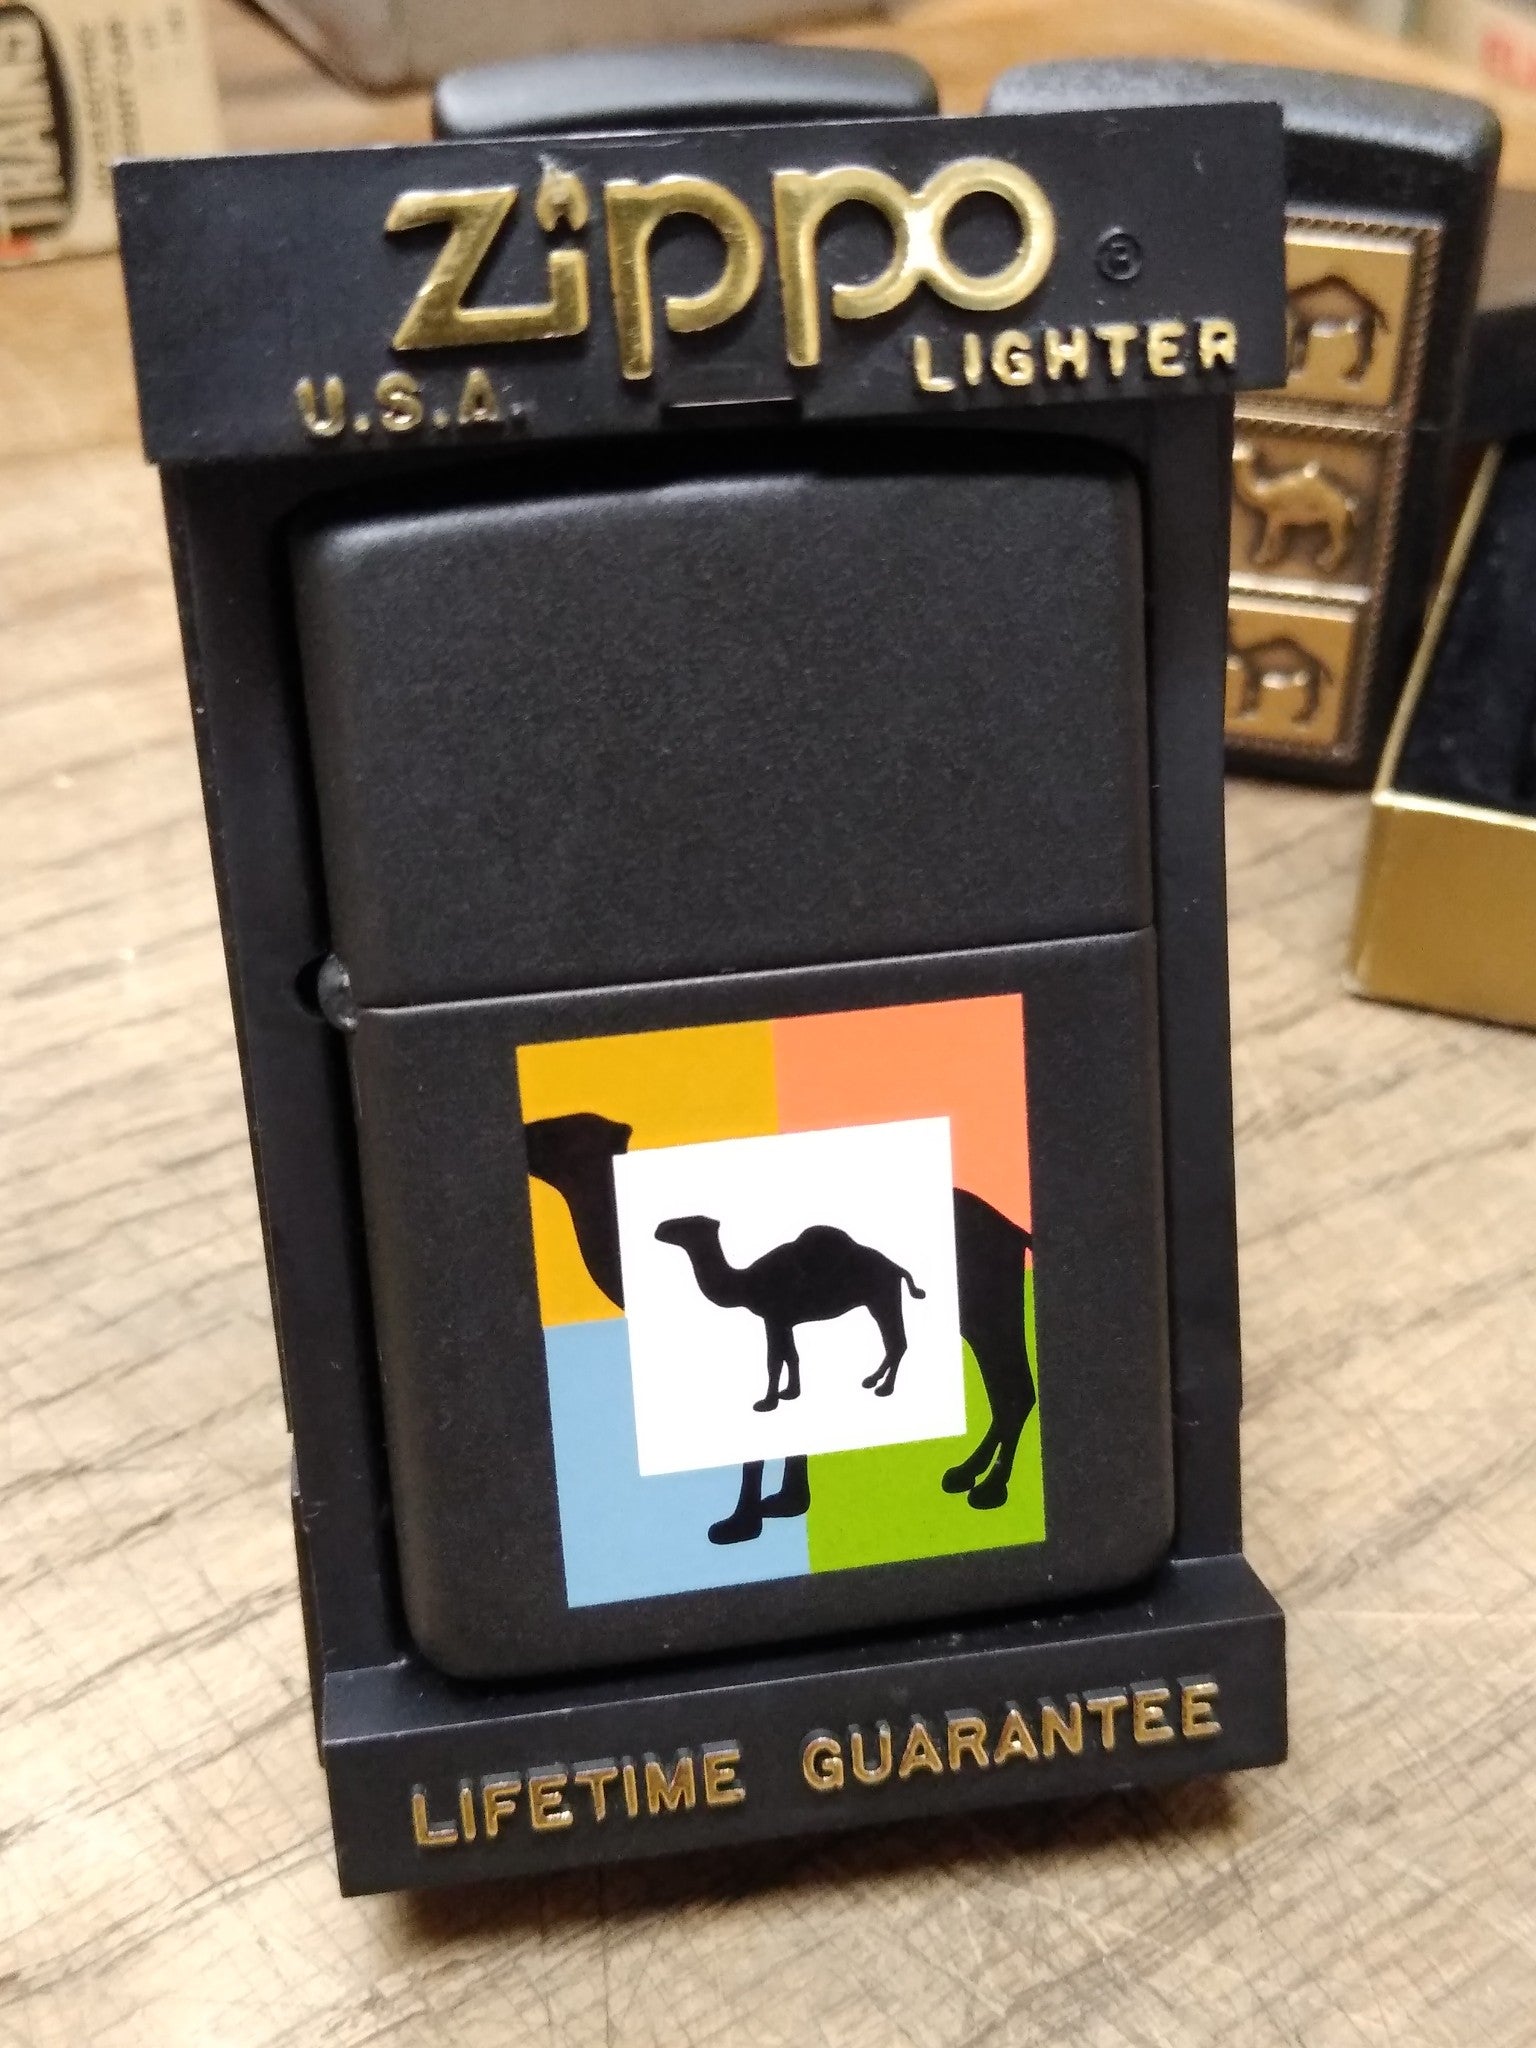 Zippo ®
U.S.A. LIGHTER
LIFETIME GUARANTEE